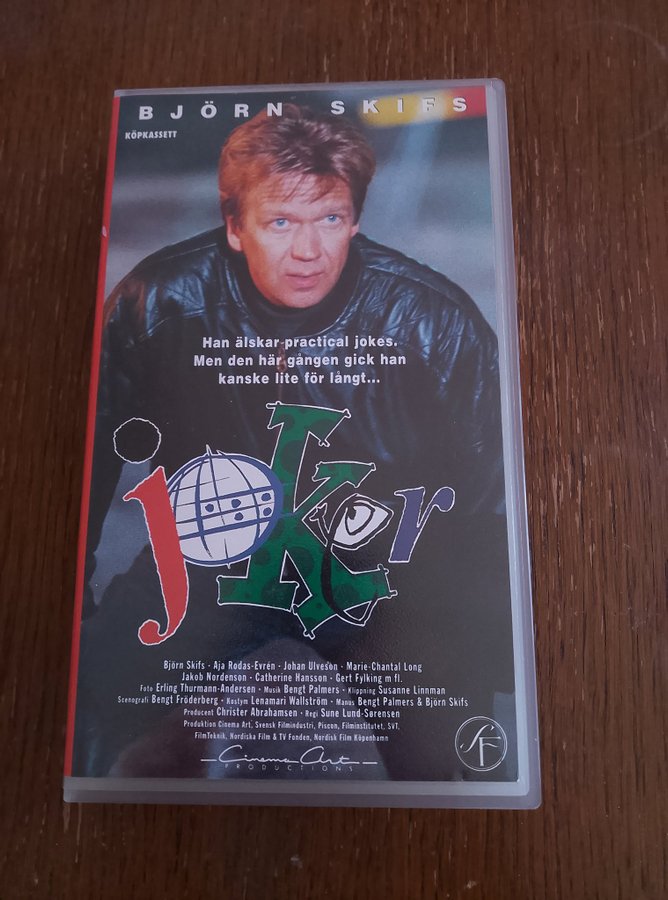 BJÖRN SKIFS
KÖPKASSETT
Han älskar practical jokes.
Men den här gången gick han
kanske lite för långt...
joker
Björn Skifs · Aja Rodas-Evrén · Johan Ulveson · Marie-Chantal Long
Jakob Nordenson · Catherine Hansson · Gert Fylking m fl.
Foto Erling Thurmann-Andersen · Musik Bengt Palmers · Klippning Susanne Linnman
Scenografi Bengt Fröderberg · Kostym Lenamari Wallström · Manus Bengt Palmers & Björn Skifs
Producent Christer Abrahamsen · Regi Sune Lund-Sørensen
Produktion Cinema Art, Svensk Filmindustri, Piscon, Filminstitutet, SVT,
FilmTeknik, Nordiska Film & TV Fonden, Nordisk Film Köpenhamn
Cinema Art
PRODUCTIONS
SF